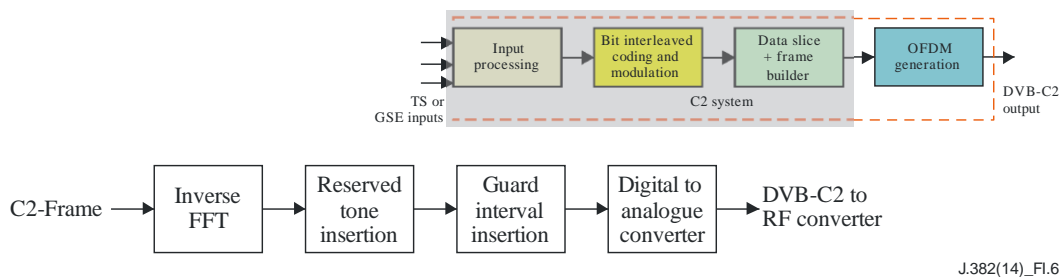 Input
processing
Bit interleaved
coding and
modulation
Data slice
+ frame
builder
OFDM
generation
TS or
GSE inputs
C2 system
DVB-C2
output
C2-Frame
Inverse
FFT
Reserved
tone
insertion
Guard
interval
insertion
Digital to
analogue
converter
DVB-C2 to
RF converter
J.382(14)_FI.6